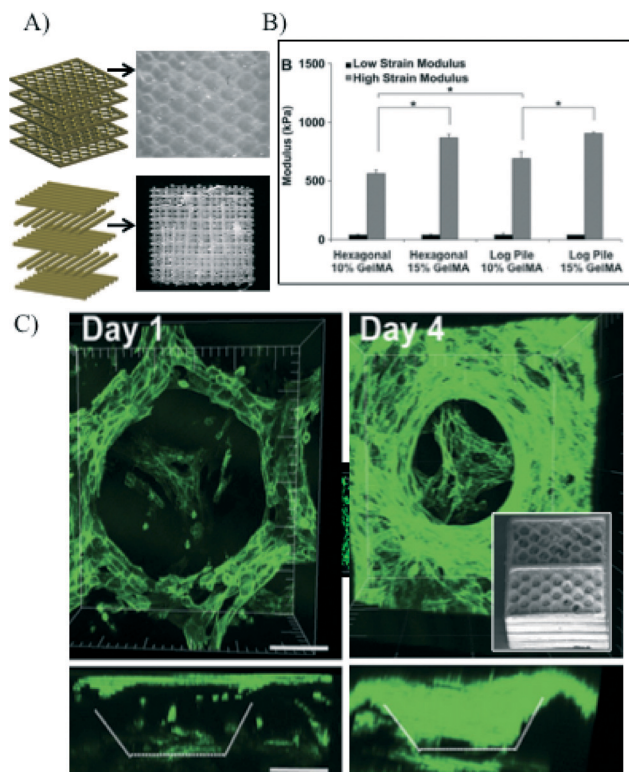 A)
B)
B
Low Strain Modulus
High Strain Modulus
1500
1000
500
0
Modulus (kPa)
*
*
*
Hexagonal
10% GelMA
Hexagonal
15% GelMA
Log Pile
10% GelMA
Log Pile
15% GelMA
C)
Day 1
Day 4